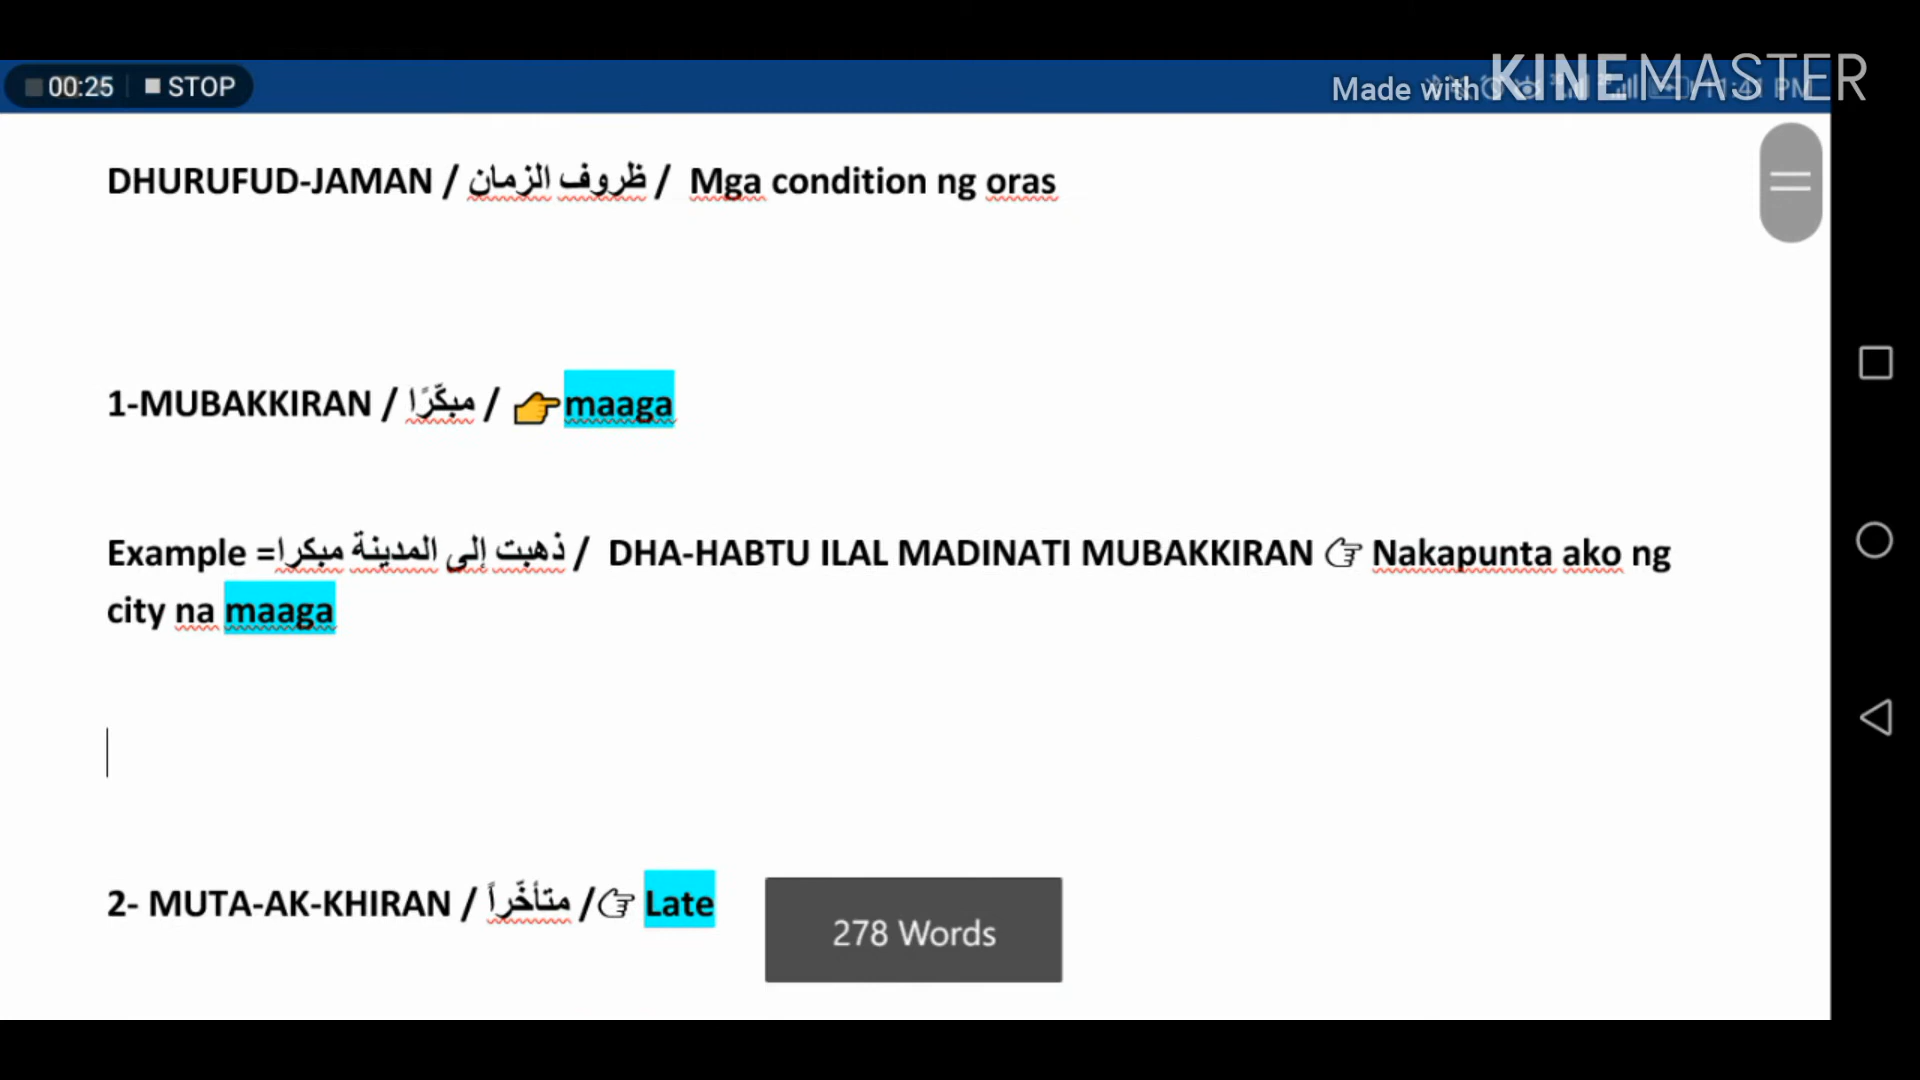 00:25 STOP
Made with KINEMASTER
DHURUFUD-JAMAN / ظروف الزمان / Mga condition ng oras
1-MUBAKKIRAN / مبكّرًا / 👉 maaga
Example =ذهبت إلى المدينة مبكرا / DHA-HABTU ILAL MADINATI MUBAKKIRAN 👉 Nakapunta ako ng
city na maaga
2- MUTA-AK-KHIRAN / متأخّراً /👉 Late
278 Words